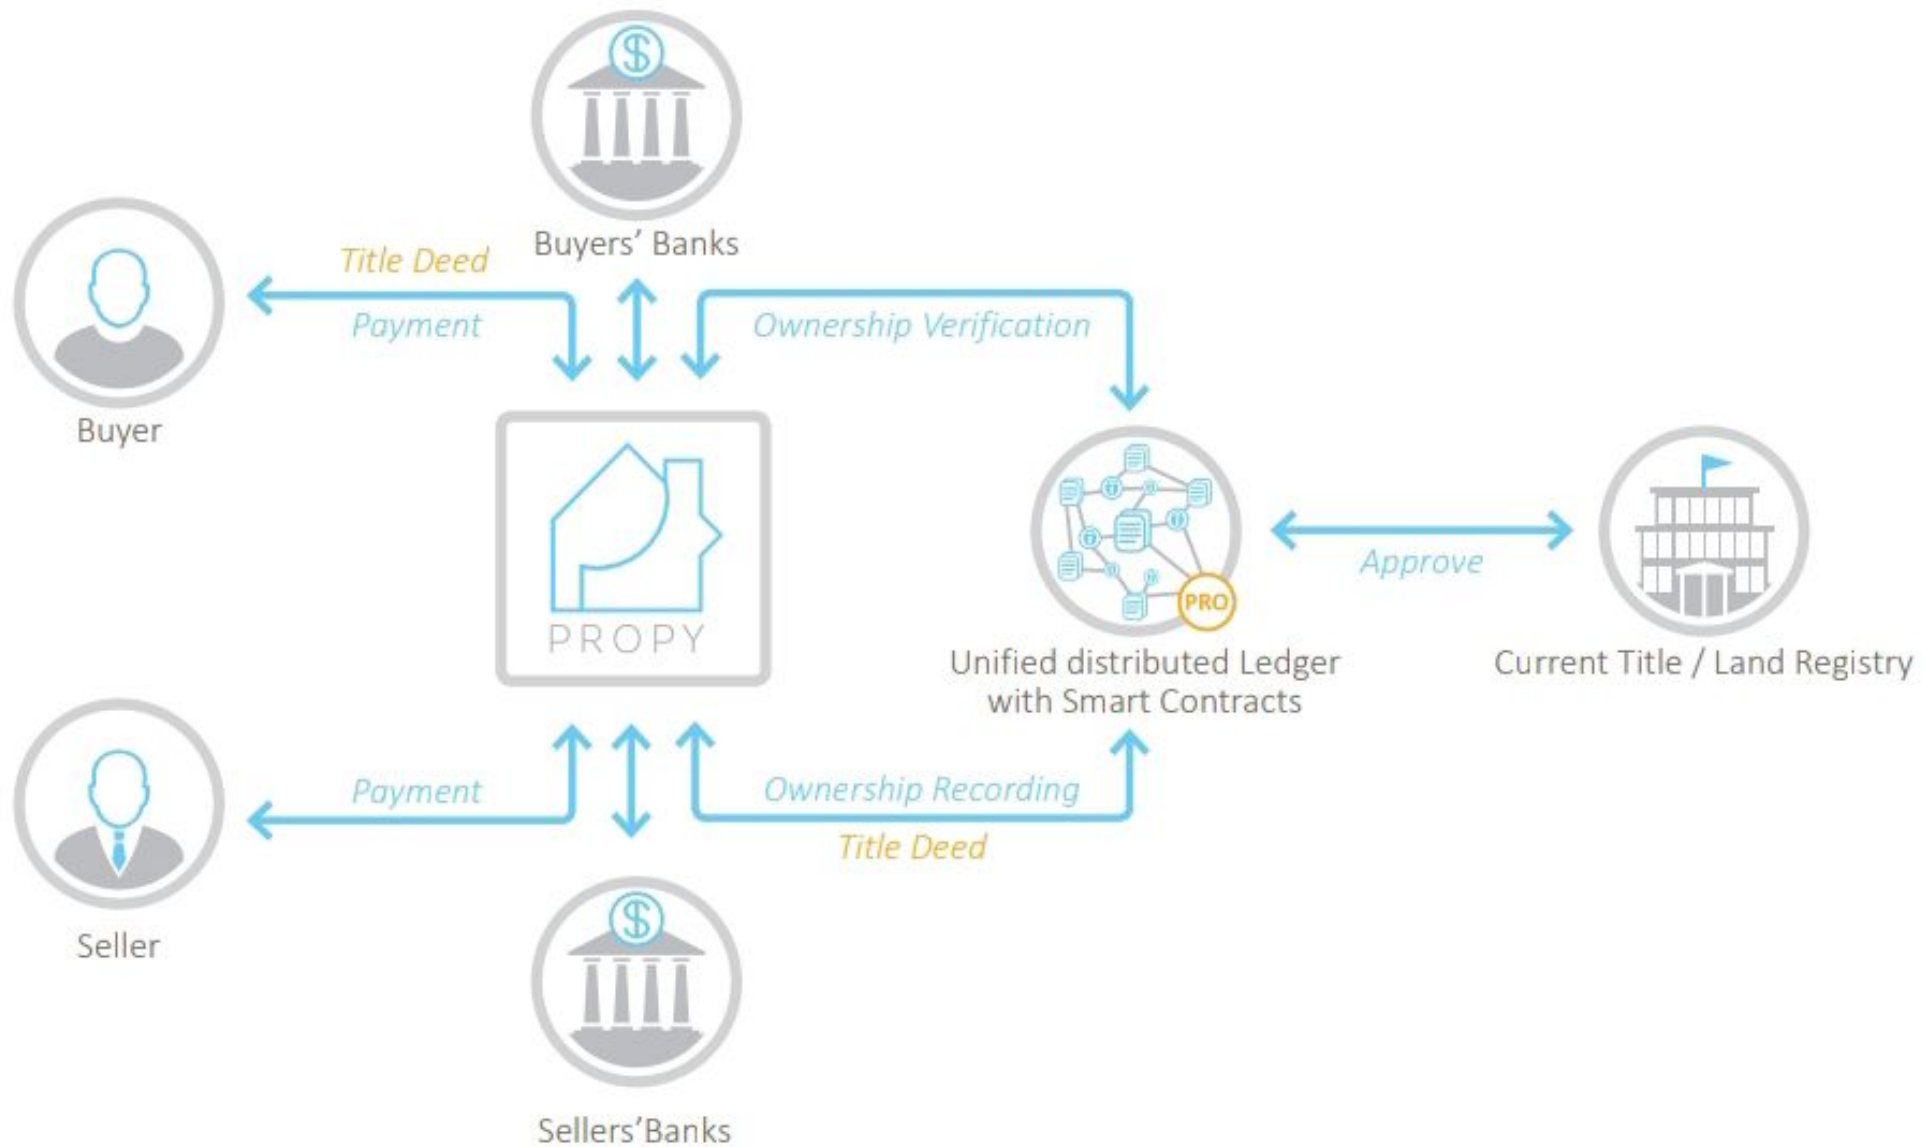 $
Buyers' Banks
Title Deed
Payment
Ownership Verification
Buyer
PROPY
PRO
Unified distributed Ledger
with Smart Contracts
Approve
Current Title / Land Registry
Payment
Ownership Recording
Title Deed
Seller
$
Sellers'Banks